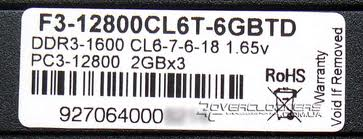 F3-12800CL6T-6GBTD
DDR3-1600 CL6-7-6-18 1.65v
PC3-12800 2GBx3
RoHS
Warranty
Void if Removed
927064000
OVERCLOCKERS